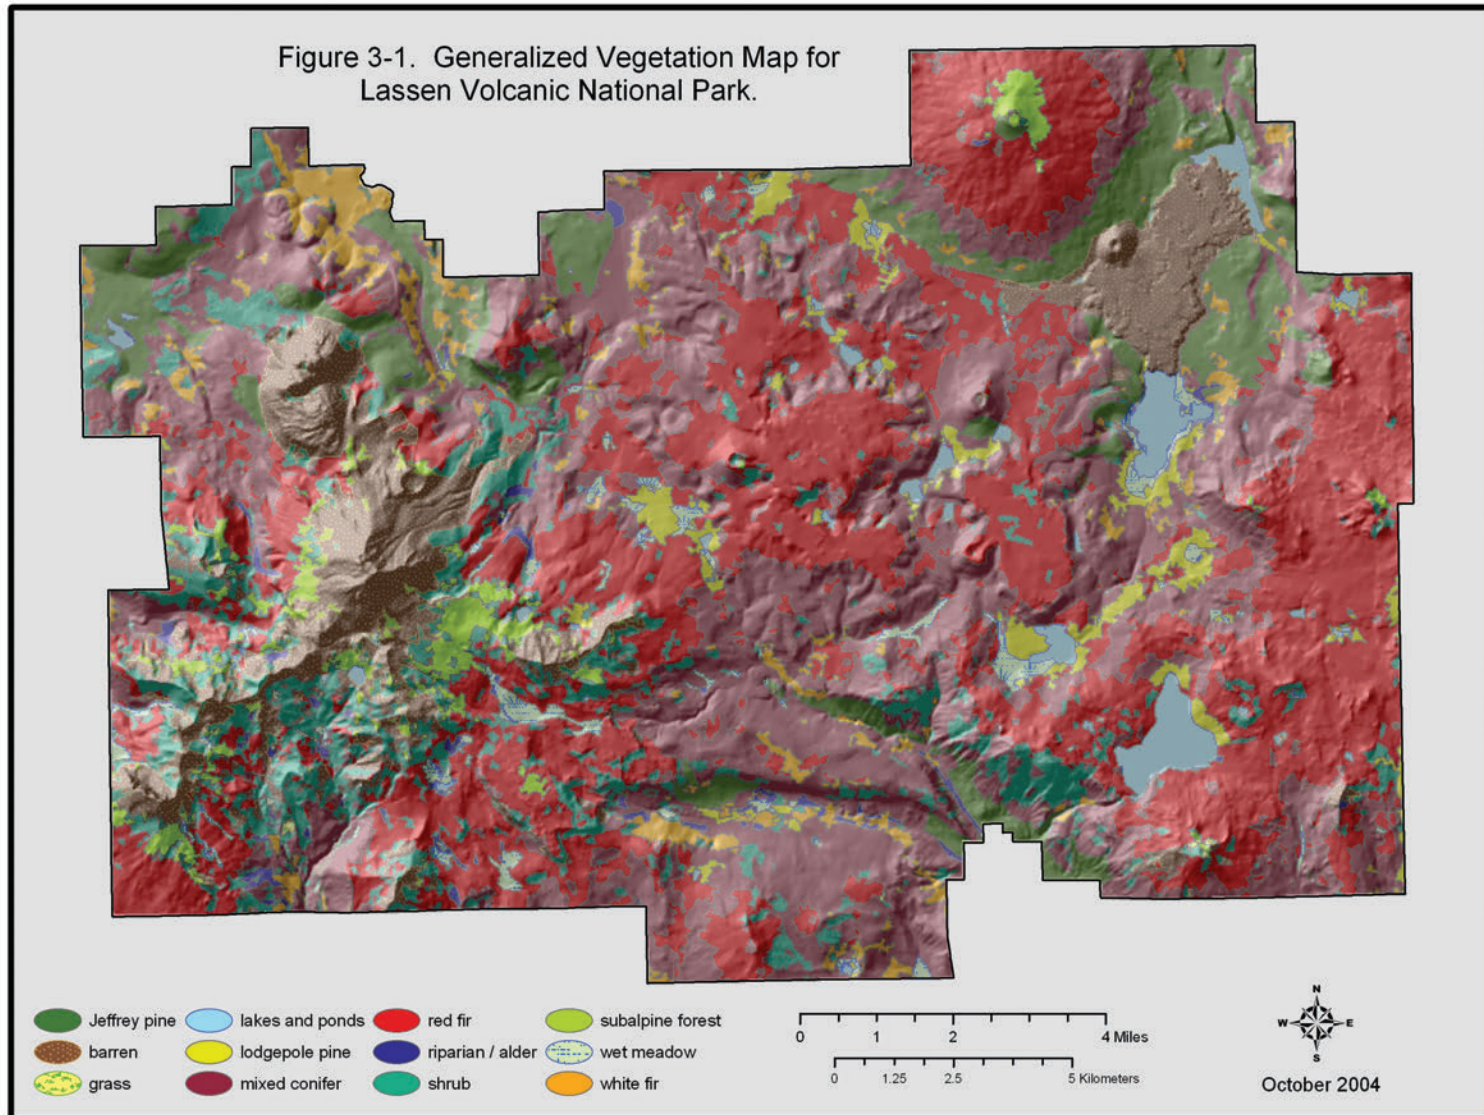 Figure 3-1. Generalized Vegetation Map for
Lassen Volcanic National Park.
Jeffrey pine
lakes and ponds
red fir
subalpine forest
barren
lodgepole pine
riparian / alder
wet meadow
grass
mixed conifer
shrub
white fir
0 1 2 4 Miles
0 1.25 2.5 5 Kilometers
N
W E
S
October 2004